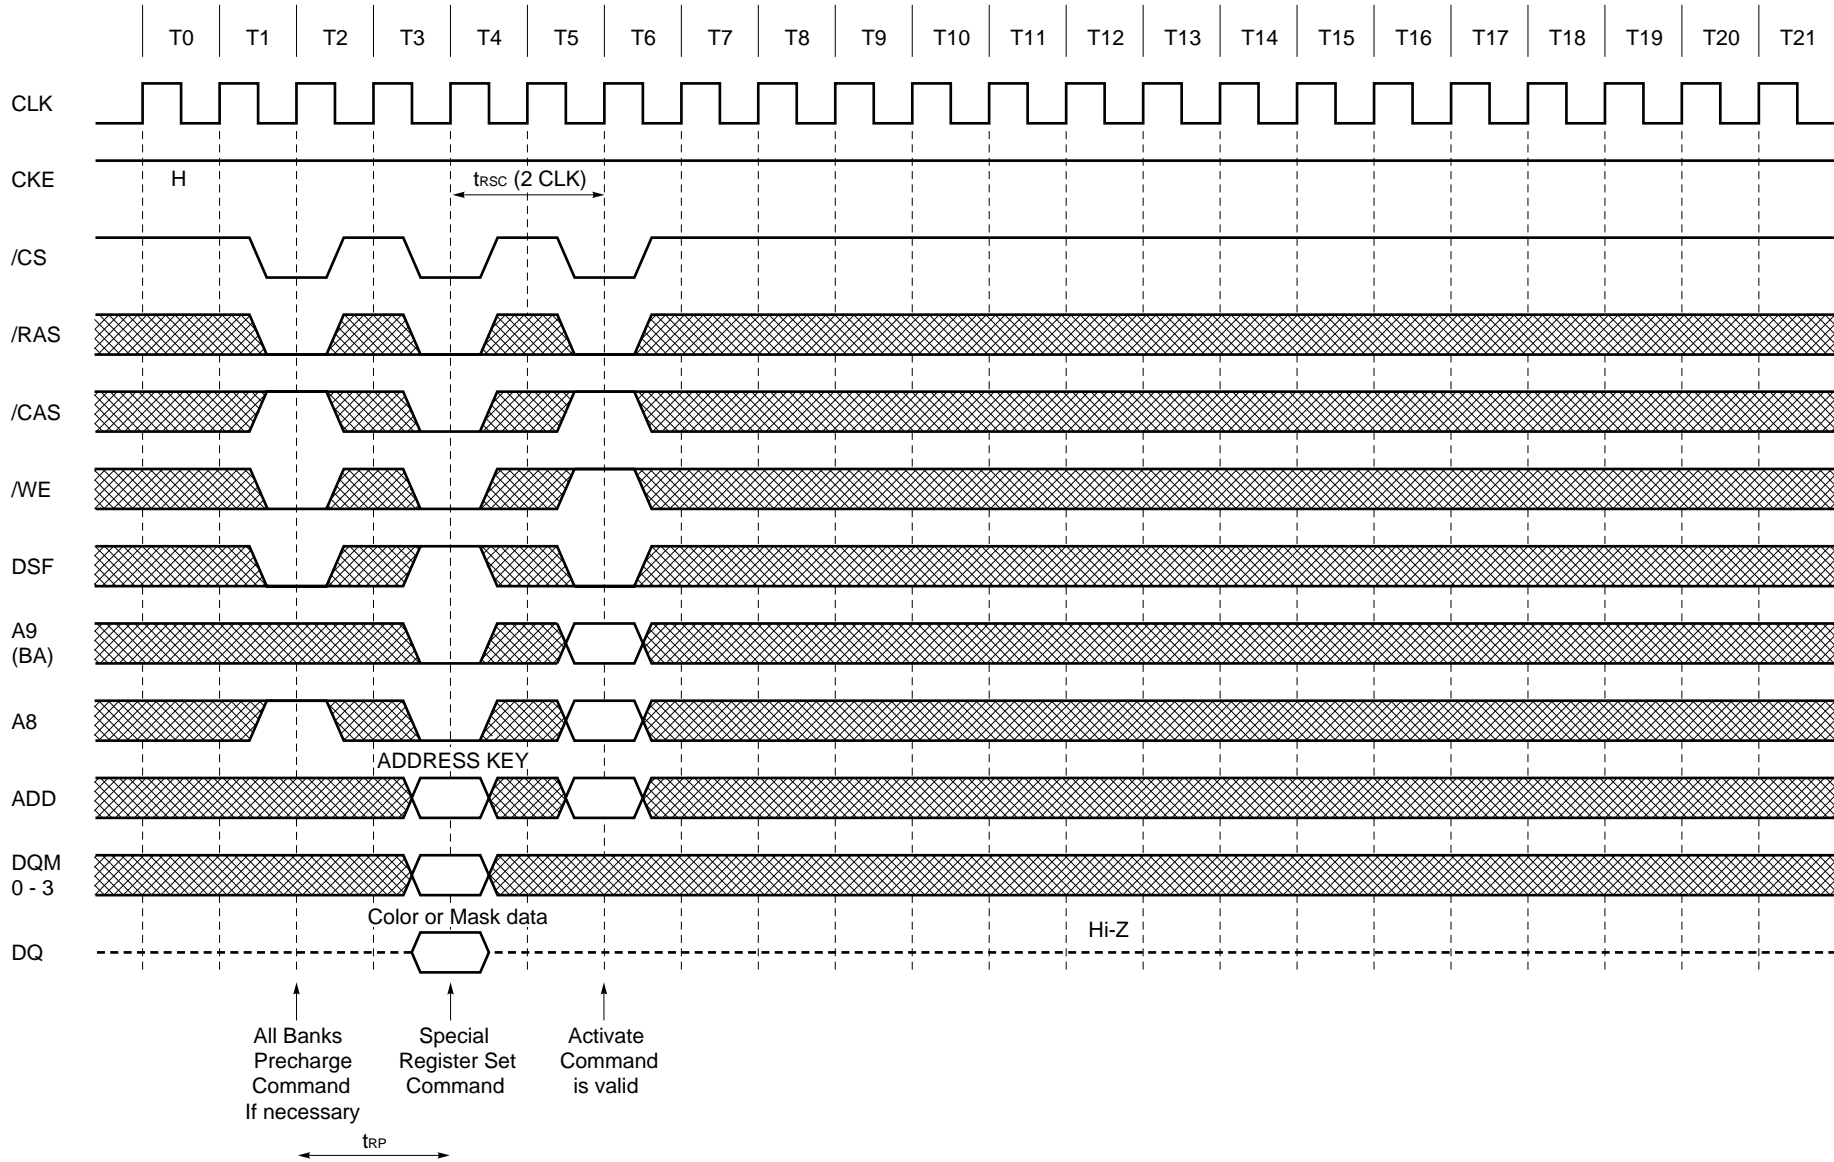 T0 T1 T2 T3 T4 T5 T6 T7 T8 T9 T10 T11 T12 T13 T14 T15 T16 T17 T18 T19 T20 T21
CLK
CKE H tRSC (2 CLK)
/CS
/RAS
/CAS
/WE
DSF
A9
(BA)
A8
ADDRESS KEY
ADD
DQM
0 - 3
Color or Mask data
Hi-Z
DQ
All Banks
Precharge
Command
If necessary
Special
Register Set
Command
Activate
Command
is valid
tRP